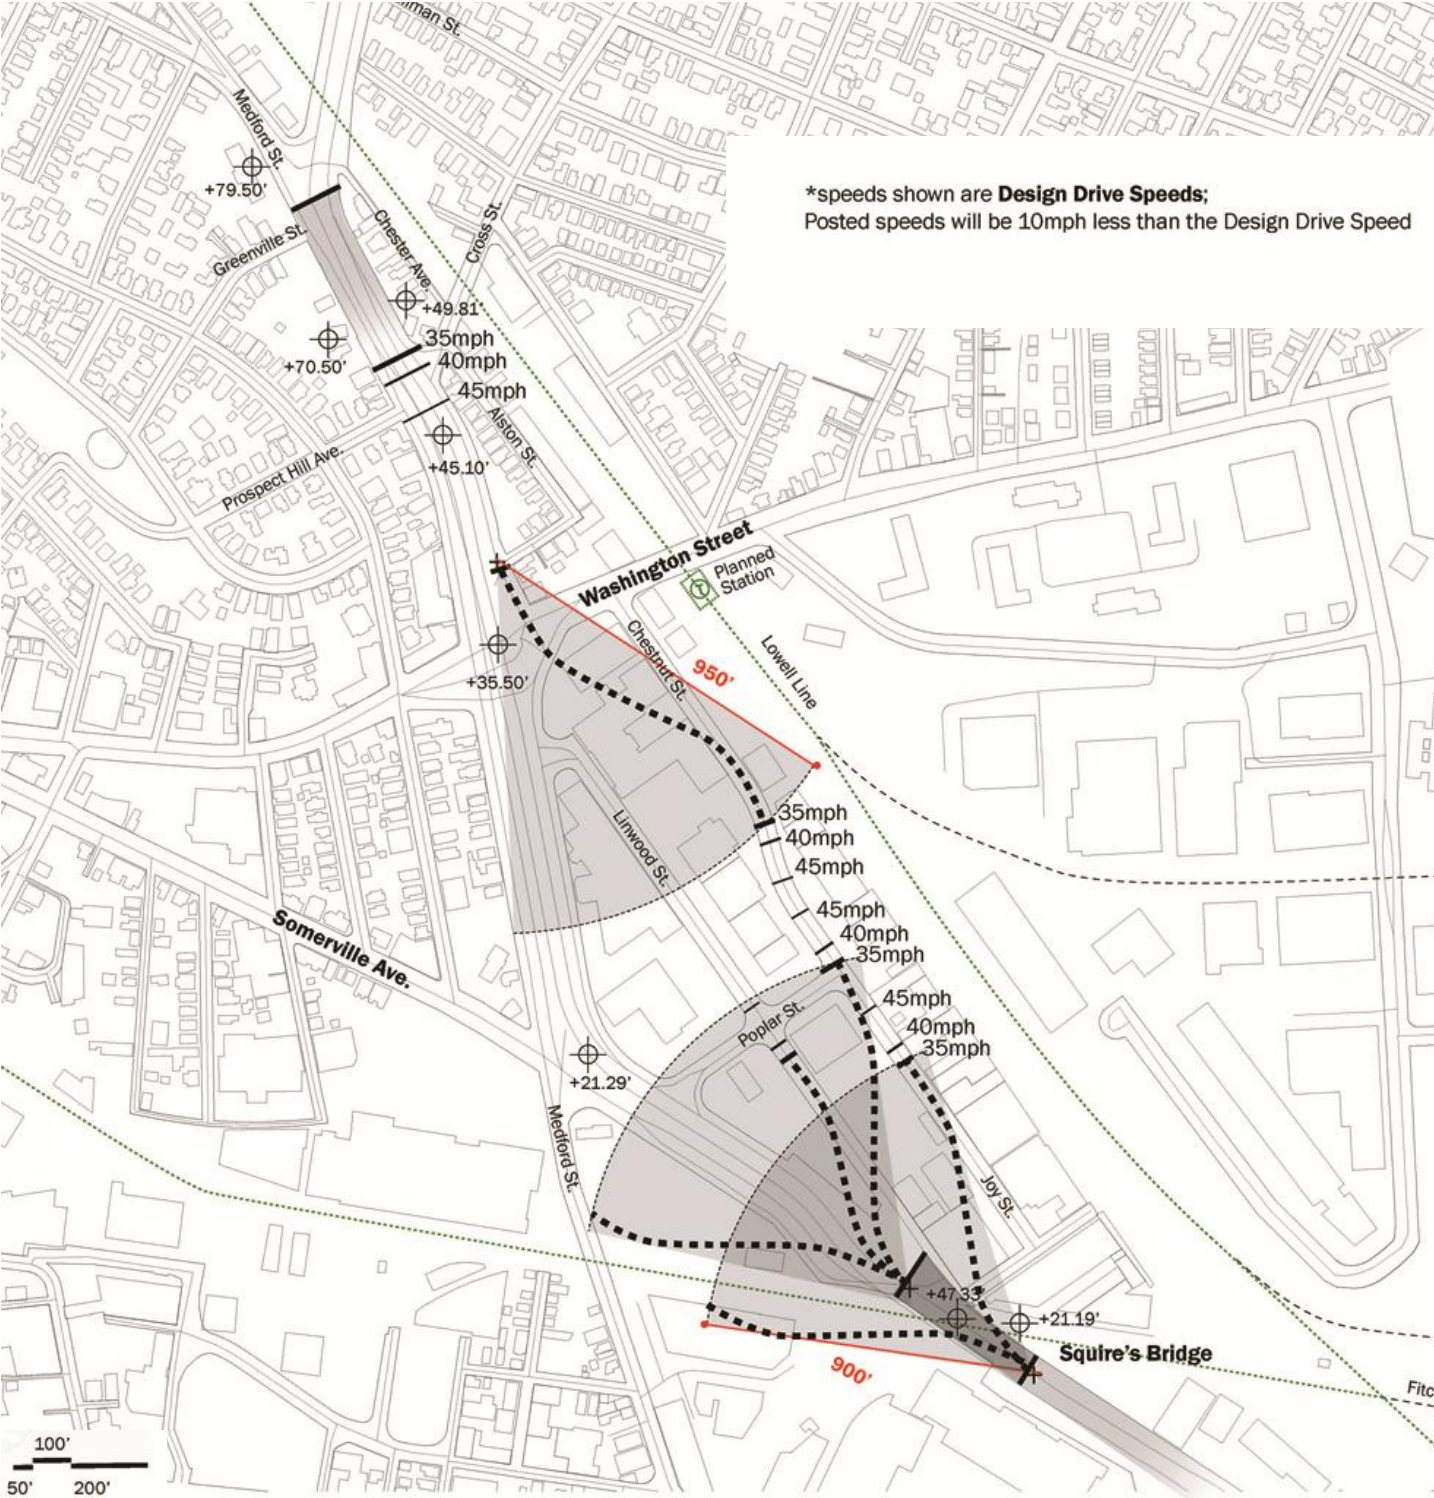 lman St.
Medford St.
+79.50'
*speeds shown are Design Drive Speeds;
Posted speeds will be 10mph less than the Design Drive Speed
Greenville St.
Chester Ave.
Cross St.
+49.81'
+70.50'
35mph
40mph
45mph
Alston St.
+45.10'
Prospect Hill Ave.
Washington Street
Planned
Station
T
Chestnut St.
Lowell Line
+35.50'
950'
35mph
40mph
45mph
Linwood St.
45mph
40mph
35mph
Somerville Ave.
45mph
Poplar St.
40mph
35mph
+21.29'
Medford St.
Joy St.
+47.33'
+21.19'
Squire's Bridge
900'
Fitc
100'
50'
200'